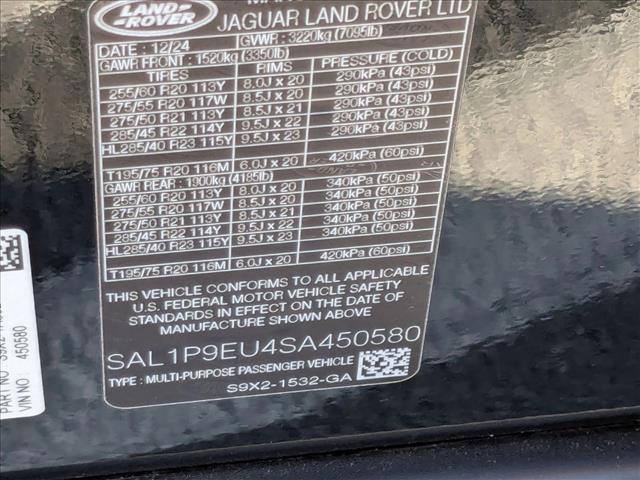 LAND-
ROVER
JAGUAR LAND ROVER LTD
DATE : 12/24 GVWR : 3220kg (7095lb)
GAWR FRONT : 1520kg (3350lb)
TIRES RIMS PRESSURE (COLD)
255/60 R20 113Y 8.0J x 20 290kPa (43psi)
275/55 R20 117W 8.5J x 20 290kPa (43psi)
275/50 R21 113Y 8.5J x 21 290kPa (43psi)
285/45 R22 114Y 9.5J x 22 290kPa (43psi)
HL285/40 R23 115Y 9.5J x 23 290kPa (43psi)
T195/75 R20 116M 6.0J x 20 420kPa (60psi)
GAWR REAR : 1900kg (4185lb)
255/60 R20 113Y 8.0J x 20 340kPa (50psi)
275/55 R20 117W 8.5J x 20 340kPa (50psi)
275/50 R21 113Y 8.5J x 21 340kPa (50psi)
285/45 R22 114Y 9.5J x 22 340kPa (50psi)
HL285/40 R23 115Y 9.5J x 23 340kPa (50psi)
T195/75 R20 116M 6.0J x 20 420kPa (60psi)
THIS VEHICLE CONFORMS TO ALL APPLICABLE
U.S. FEDERAL MOTOR VEHICLE SAFETY
STANDARDS IN EFFECT ON THE DATE OF
MANUFACTURE SHOWN ABOVE
SAL1P9EU4SA450580
TYPE : MULTI-PURPOSE PASSENGER VEHICLE
S9X2-1532-GA
PART NO :
VIN NO : 450580